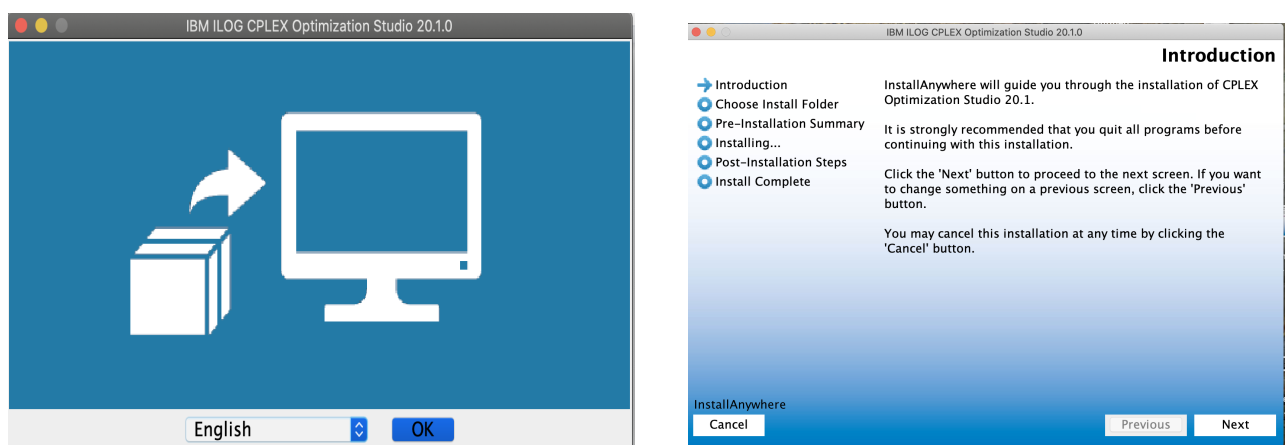 IBM ILOG CPLEX Optimization Studio 20.1.0
English
OK
IBM ILOG CPLEX Optimization Studio 20.1.0
Introduction
Introduction
Choose Install Folder
Pre-Installation Summary
Installing...
Post-Installation Steps
Install Complete
InstallAnywhere will guide you through the installation of CPLEX
Optimization Studio 20.1.
It is strongly recommended that you quit all programs before
continuing with this installation.
Click the 'Next' button to proceed to the next screen. If you want
to change something on a previous screen, click the 'Previous'
button.
You may cancel this installation at any time by clicking the
'Cancel' button.
InstallAnywhere
Cancel
Previous
Next